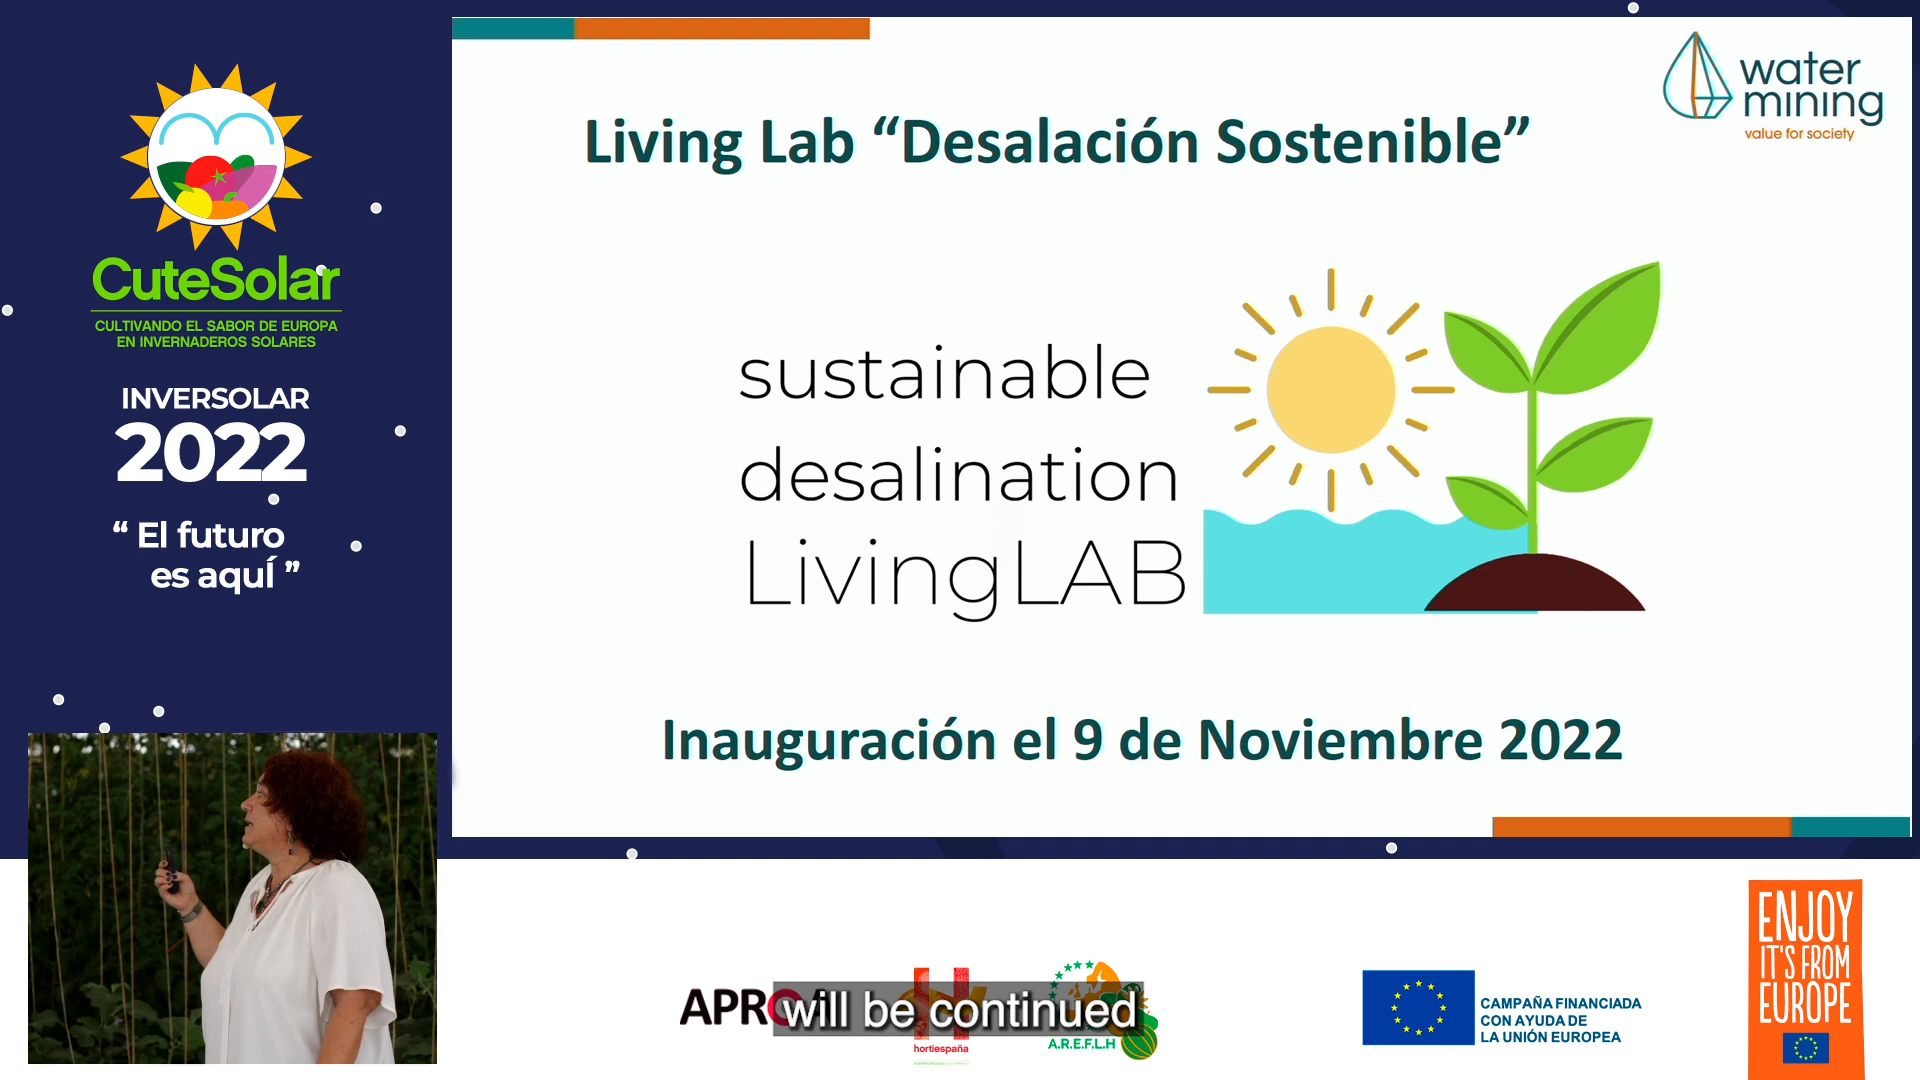 CuteSolar
CULTIVANDO EL SABOR DE EUROPA
EN INVERNADEROS SOLARES
INVERSOLAR
2022
“ El futuro
es aquÍ ”
water
mining
value for society
Living Lab “Desalación Sostenible”
sustainable
desalination
LivingLAB
Inauguración el 9 de Noviembre 2022
will be continued
hortiespaña
A.R.E.F.L.H
CAMPAÑA FINANCIADA
CON AYUDA DE
LA UNIÓN EUROPEA
ENJOY
IT'S FROM
EUROPE